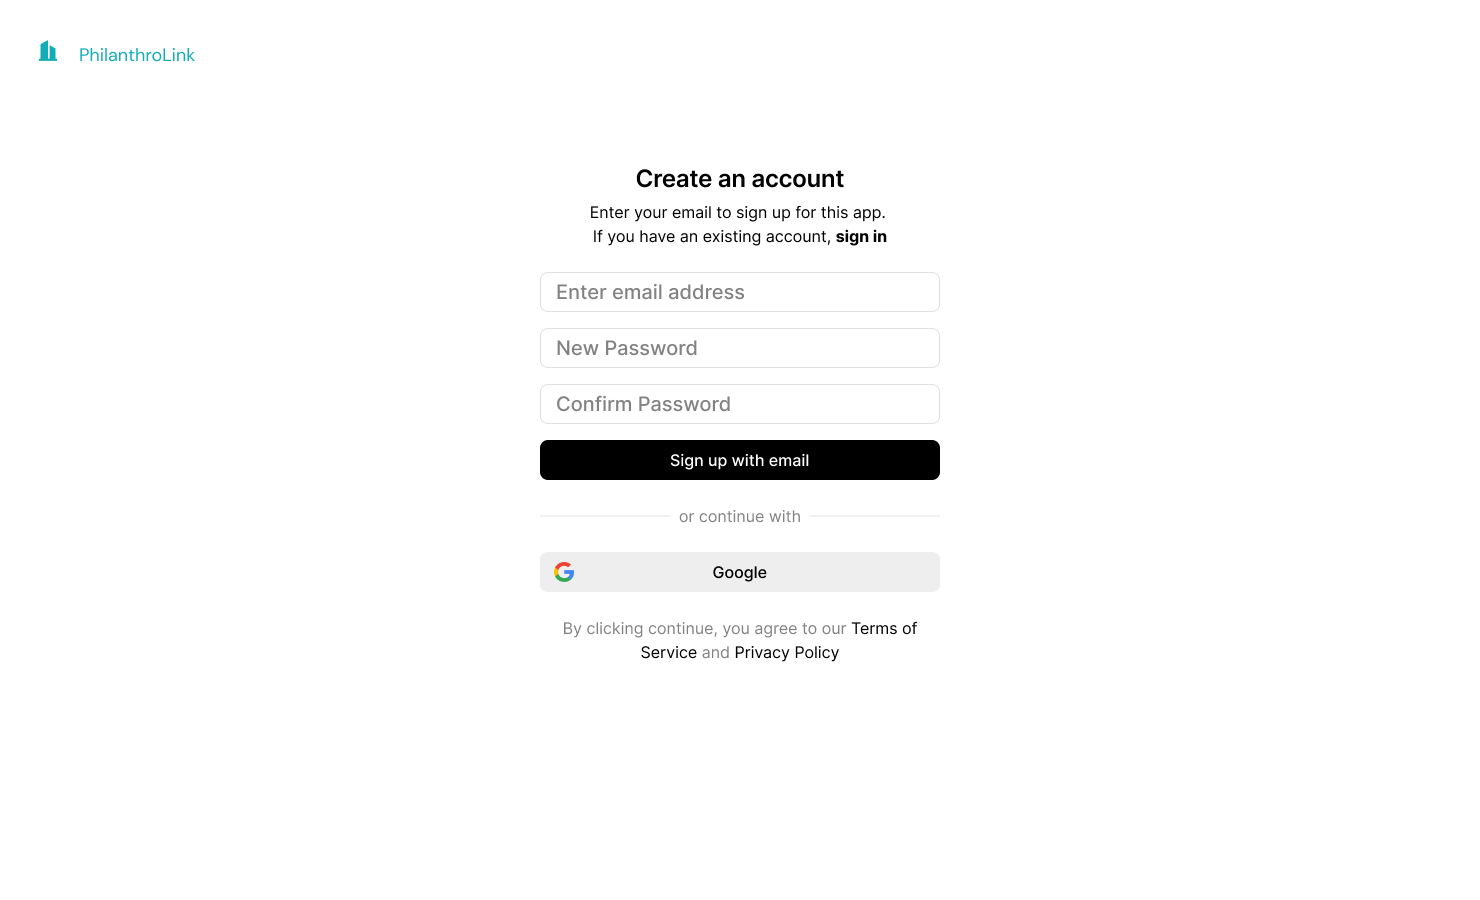 PhilanthroLink
Create an account
Enter your email to sign up for this app.
If you have an existing account, sign in
Enter email address
New Password
Confirm Password
Sign up with email
or continue with
Google
By clicking continue, you agree to our Terms of
Service and Privacy Policy